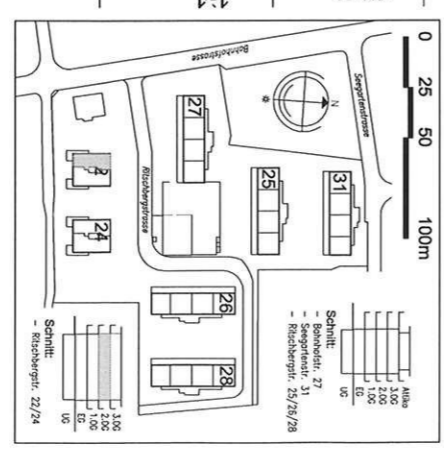 0 25 50 100m
Seegartenstrasse
N
Bahnhofstrasse
Ritschbergstrasse
31
25
27
26
28
24
Schnitt:
- Bahnhofstr. 27
- Seegartenstr. 31
- Ritschbergstr. 25/26/28
Attika
3.OG
2.OG
1.OG
EG
UG
Schnitt:
- Ritschbergstr. 22/24
3.OG
2.OG
1.OG
EG
UG